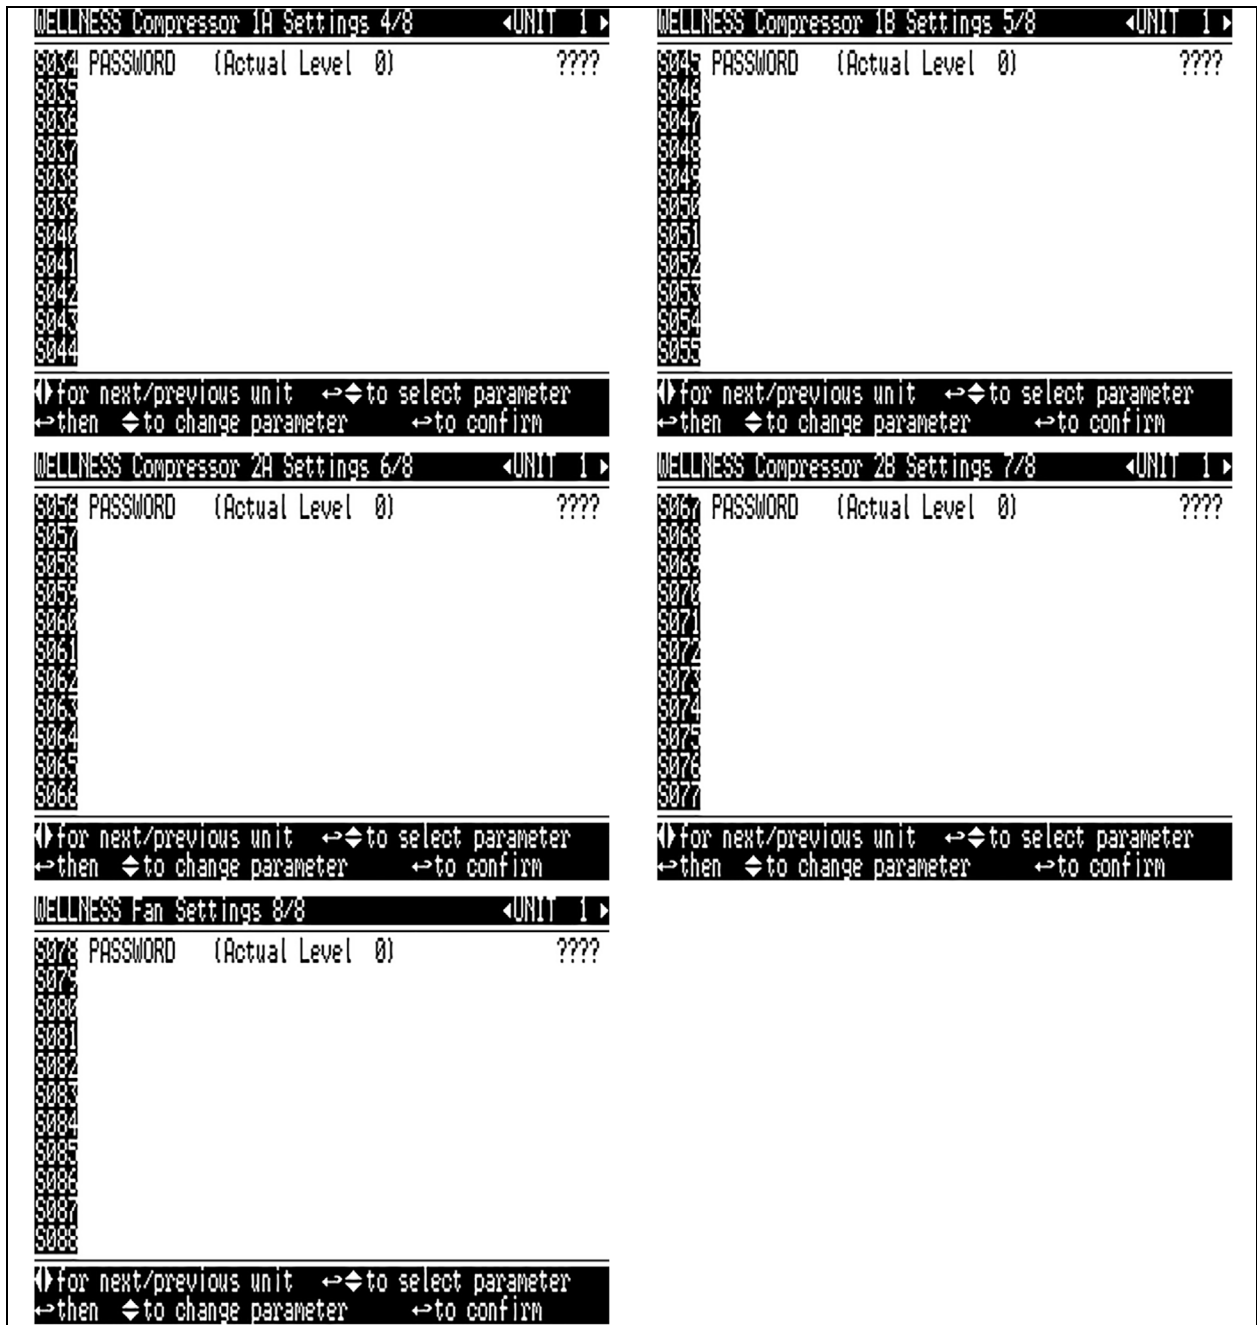 WELLNESS Compressor 1A Settings 4/8 ◂UNIT 1 ▸
S034 PASSWORD (Actual Level 0) ????
S035
S036
S037
S038
S039
S040
S041
S042
S043
S044
◂▸for next/previous unit ↩◆to select parameter
↩then ◆to change parameter ↩to confirm
WELLNESS Compressor 1B Settings 5/8 ◂UNIT 1 ▸
S045 PASSWORD (Actual Level 0) ????
S046
S047
S048
S049
S050
S051
S052
S053
S054
S055
◂▸for next/previous unit ↩◆to select parameter
↩then ◆to change parameter ↩to confirm
WELLNESS Compressor 2A Settings 6/8 ◂UNIT 1 ▸
S056 PASSWORD (Actual Level 0) ????
S057
S058
S059
S060
S061
S062
S063
S064
S065
S066
◂▸for next/previous unit ↩◆to select parameter
↩then ◆to change parameter ↩to confirm
WELLNESS Compressor 2B Settings 7/8 ◂UNIT 1 ▸
S067 PASSWORD (Actual Level 0) ????
S068
S069
S070
S071
S072
S073
S074
S075
S076
S077
◂▸for next/previous unit ↩◆to select parameter
↩then ◆to change parameter ↩to confirm
WELLNESS Fan Settings 8/8 ◂UNIT 1 ▸
S078 PASSWORD (Actual Level 0) ????
S079
S080
S081
S082
S083
S084
S085
S086
S087
S088
◂▸for next/previous unit ↩◆to select parameter
↩then ◆to change parameter ↩to confirm